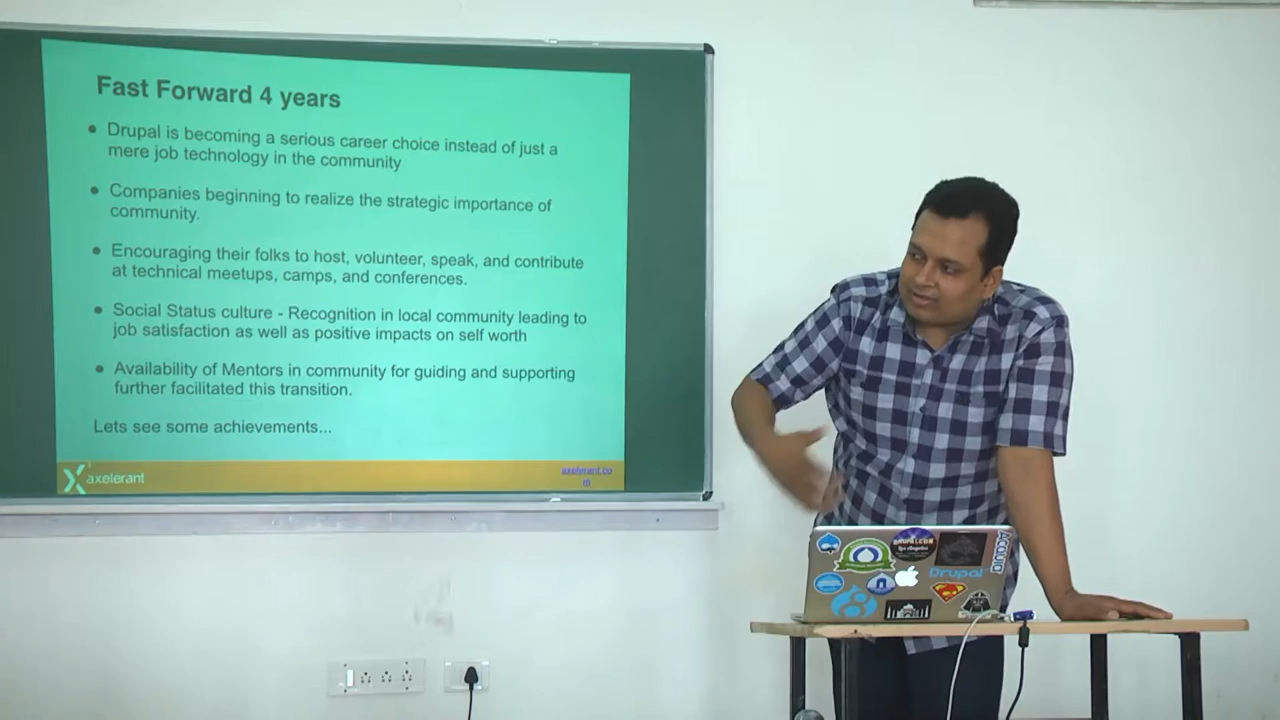 Fast Forward 4 years
● Drupal is becoming a serious career choice instead of just a
mere job technology in the community
● Companies beginning to realize the strategic importance of
community.
● Encouraging their folks to host, volunteer, speak, and contribute
at technical meetups, camps, and conferences.
● Social Status culture - Recognition in local community leading to
job satisfaction as well as positive impacts on self worth
● Availability of Mentors in community for guiding and supporting
further facilitated this transition.
Lets see some achievements...
axelerant
axelerant.co
m
DRUPALCON
Los Angeles
ACQUIA
Drupal